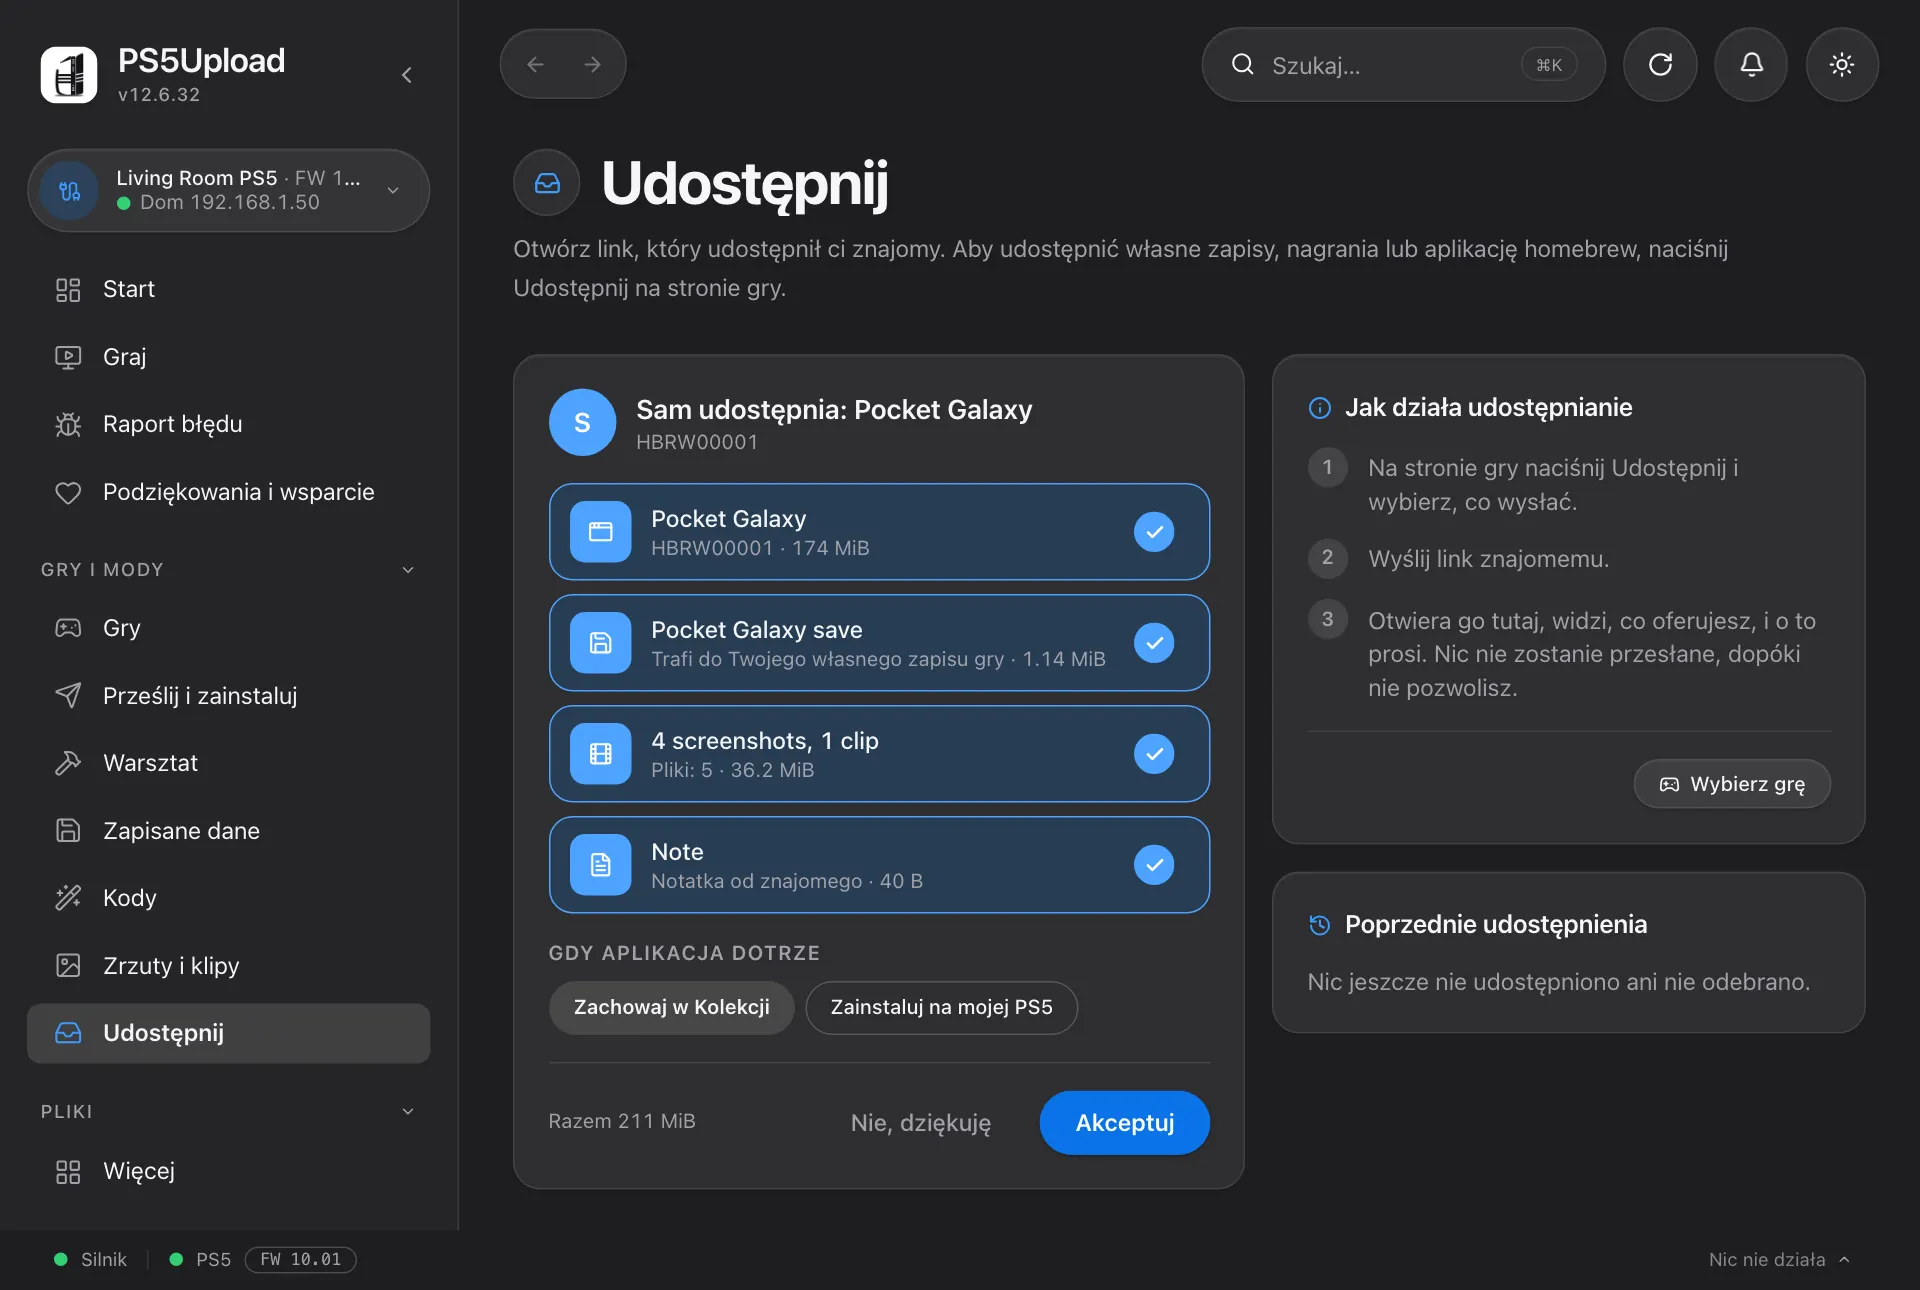 PS5Upload
v12.6.32
Living Room PS5 · FW 1...
Dom 192.168.1.50
Start
Graj
Raport błędu
Podziękowania i wsparcie
GRY I MODY
Gry
Prześlij i zainstaluj
Warsztat
Zapisane dane
Kody
Zrzuty i klipy
Udostępnij
PLIKI
Więcej
Szukaj...
⌘K
Udostępnij
Otwórz link, który udostępnił ci znajomy. Aby udostępnić własne zapisy, nagrania lub aplikację homebrew, naciśnij
Udostępnij na stronie gry.
S
Sam udostępnia: Pocket Galaxy
HBRW00001
Pocket Galaxy
HBRW00001 · 174 MiB
Pocket Galaxy save
Trafi do Twojego własnego zapisu gry · 1.14 MiB
4 screenshots, 1 clip
Pliki: 5 · 36.2 MiB
Note
Notatka od znajomego · 40 B
GDY APLIKACJA DOTRZE
Zachowaj w Kolekcji
Zainstaluj na mojej PS5
Razem 211 MiB
Nie, dziękuję
Akceptuj
Jak działa udostępnianie
1
Na stronie gry naciśnij Udostępnij i
wybierz, co wysłać.
2
Wyślij link znajomemu.
3
Otwiera go tutaj, widzi, co oferujesz, i o to
prosi. Nic nie zostanie przesłane, dopóki
nie pozwolisz.
Wybierz grę
Poprzednie udostępnienia
Nic jeszcze nie udostępniono ani nie odebrano.
Silnik
PS5
FW 10.01
Nic nie działa